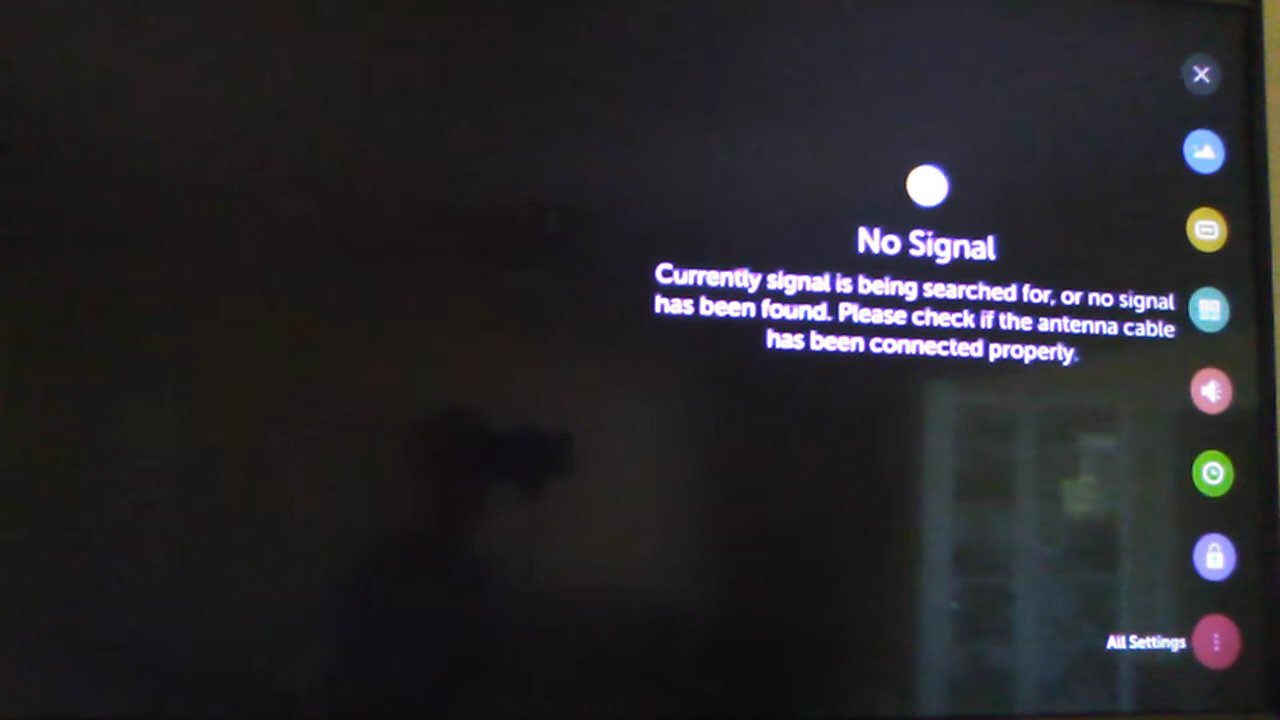 No Signal
Currently signal is being searched for, or no signal
has been found. Please check if the antenna cable
has been connected properly.
All Settings